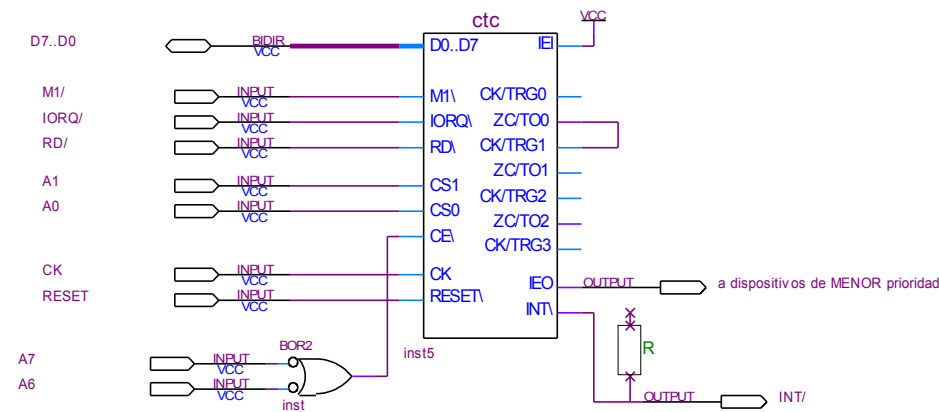 ctc
VCC
D7..D0
BIDIR
VCC
D0..D7
IEI
M1/
INPUT
VCC
M1\
CK/TRG0
IORQ/
INPUT
VCC
IORQ\
ZC/TO0
RD/
INPUT
VCC
RD\
CK/TRG1
ZC/TO1
A1
INPUT
VCC
CS1
CK/TRG2
A0
INPUT
VCC
CS0
ZC/TO2
CE\
CK/TRG3
CK
INPUT
VCC
CK
IEO
OUTPUT
a dispositivos de MENOR prioridad
RESET
INPUT
VCC
RESET\
INT\
R
inst5
BOR2
A7
INPUT
VCC
A6
INPUT
VCC
inst
OUTPUT
INT/